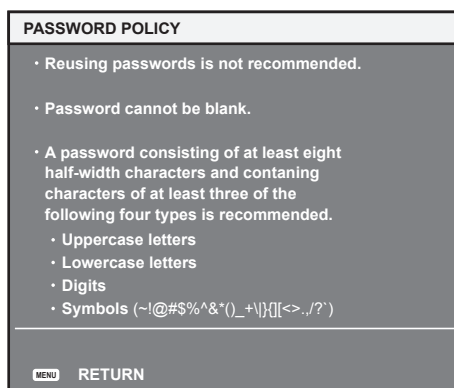 PASSWORD POLICY
・Reusing passwords is not recommended.
・Password cannot be blank.
・A password consisting of at least eight
half-width characters and contaning
characters of at least three of the
following four types is recommended.
・Uppercase letters
・Lowercase letters
・Digits
・Symbols (~!@#$%^&*()_+\|}{][<>.,/?`)
MENU RETURN